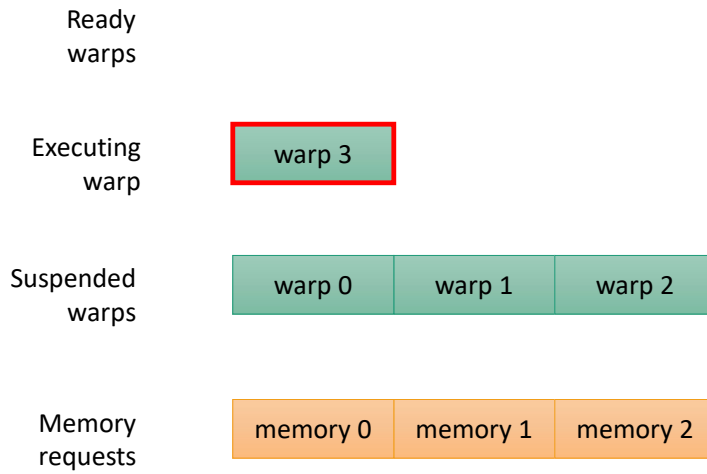 Ready
warps
Executing
warp
warp 3
Suspended
warps
warp 0 warp 1 warp 2
Memory
requests
memory 0 memory 1 memory 2